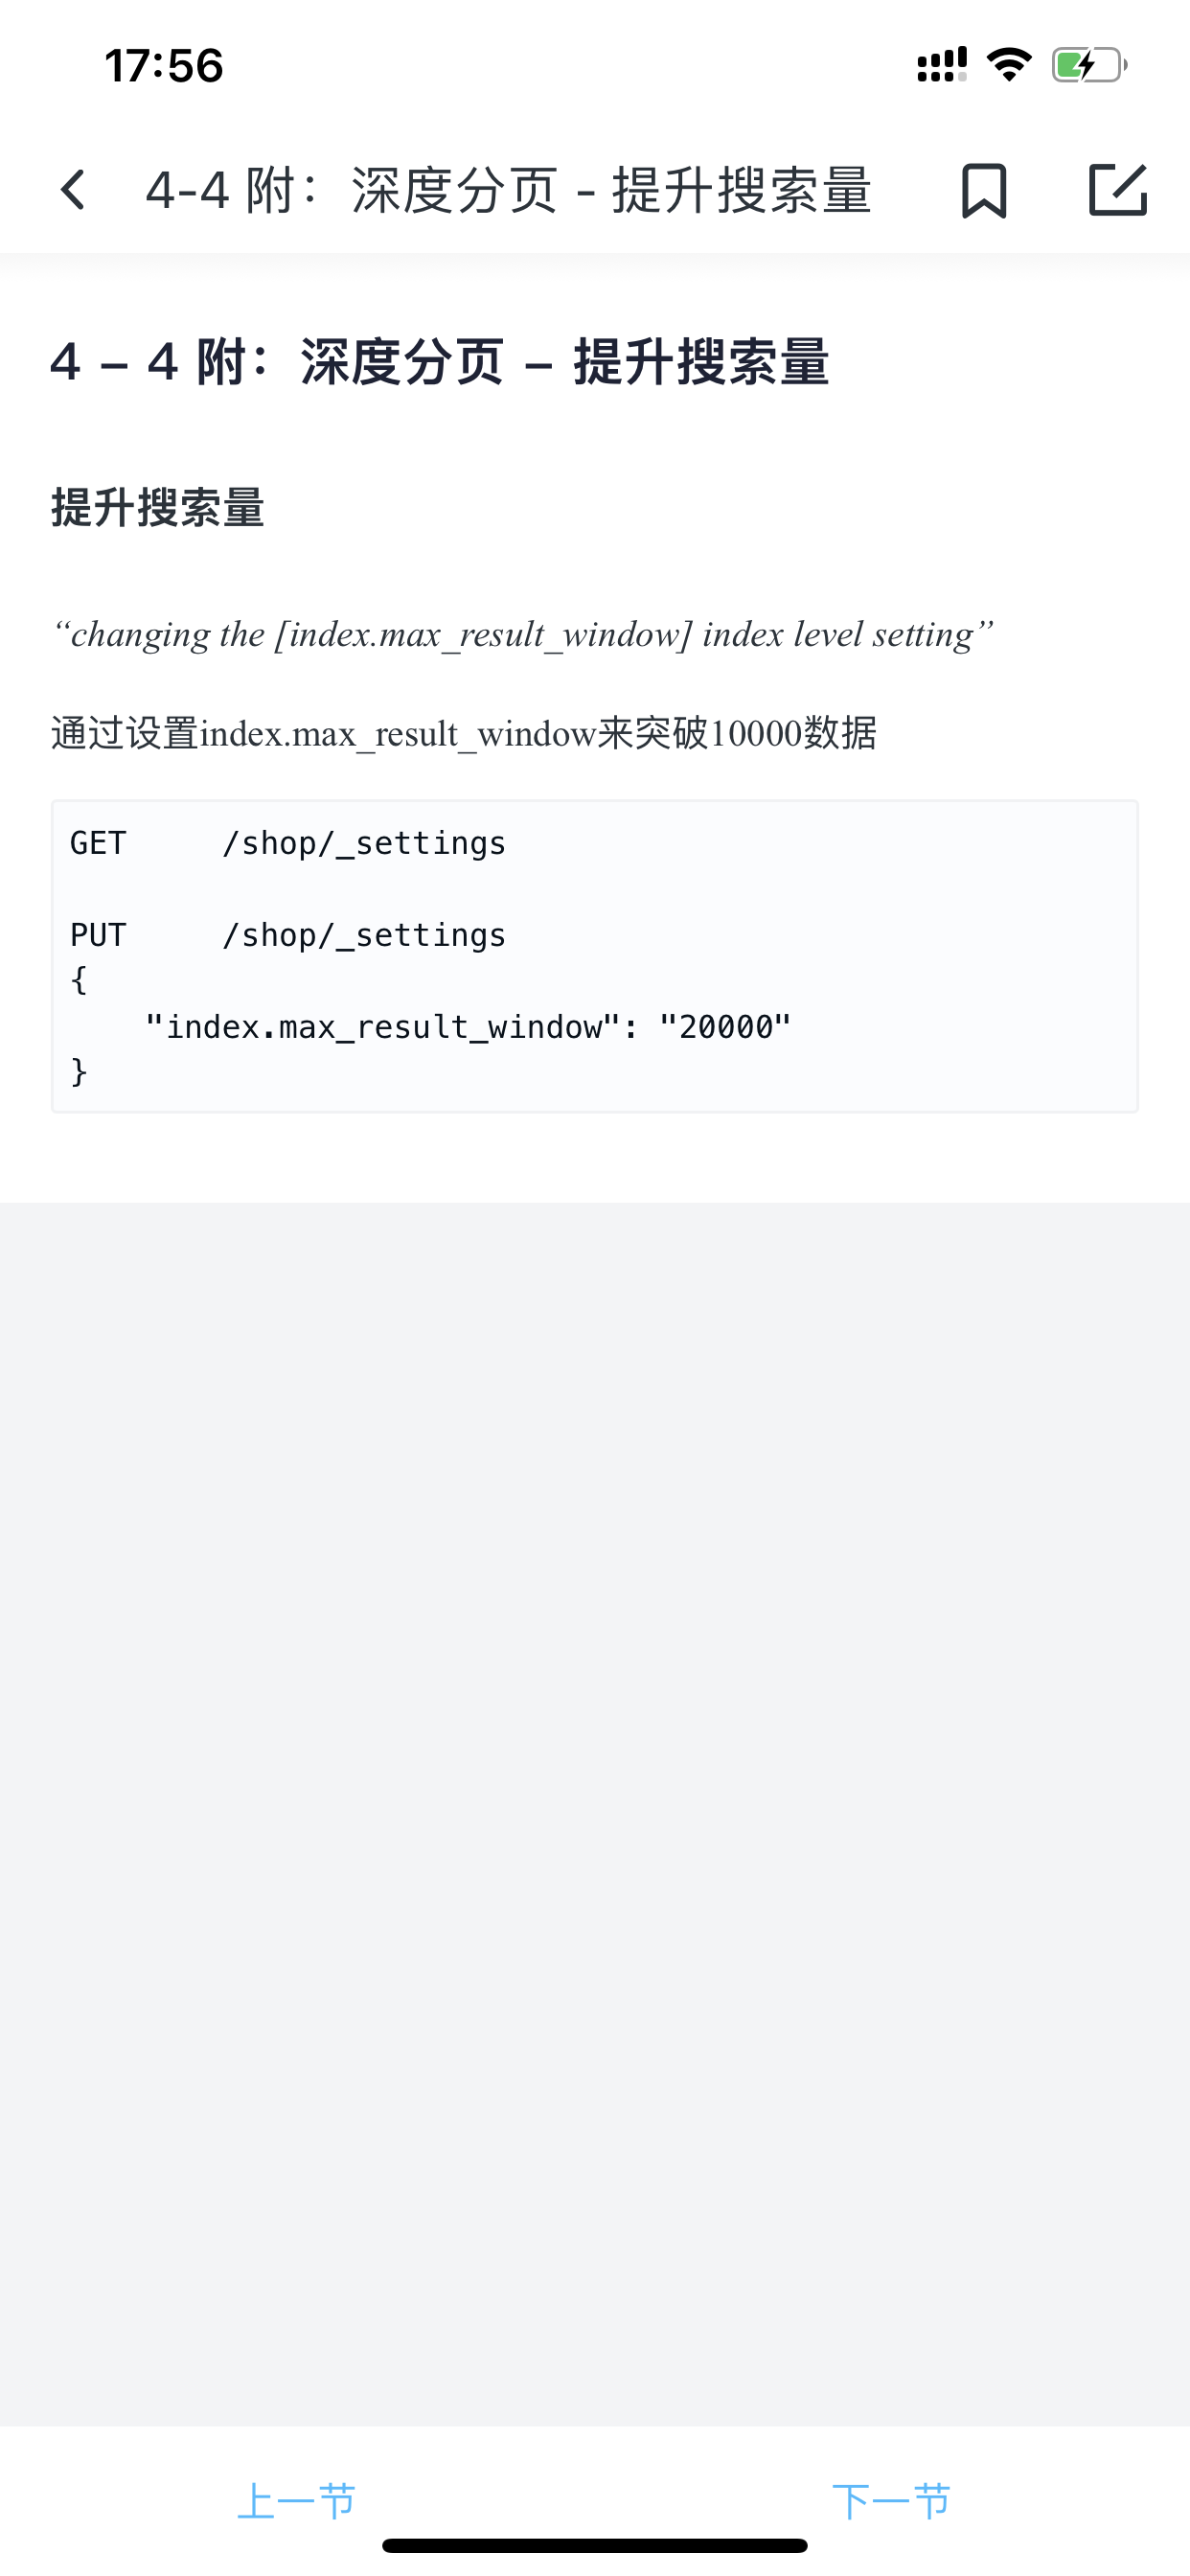 17:56
4-4 附：深度分页 - 提升搜索量
4 – 4 附：深度分页 – 提升搜索量
提升搜索量
“changing the [index.max_result_window] index level setting”
通过设置index.max_result_window来突破10000数据
GET     /shop/_settings
PUT     /shop/_settings
{
    "index.max_result_window": "20000"
}
上一节
下一节